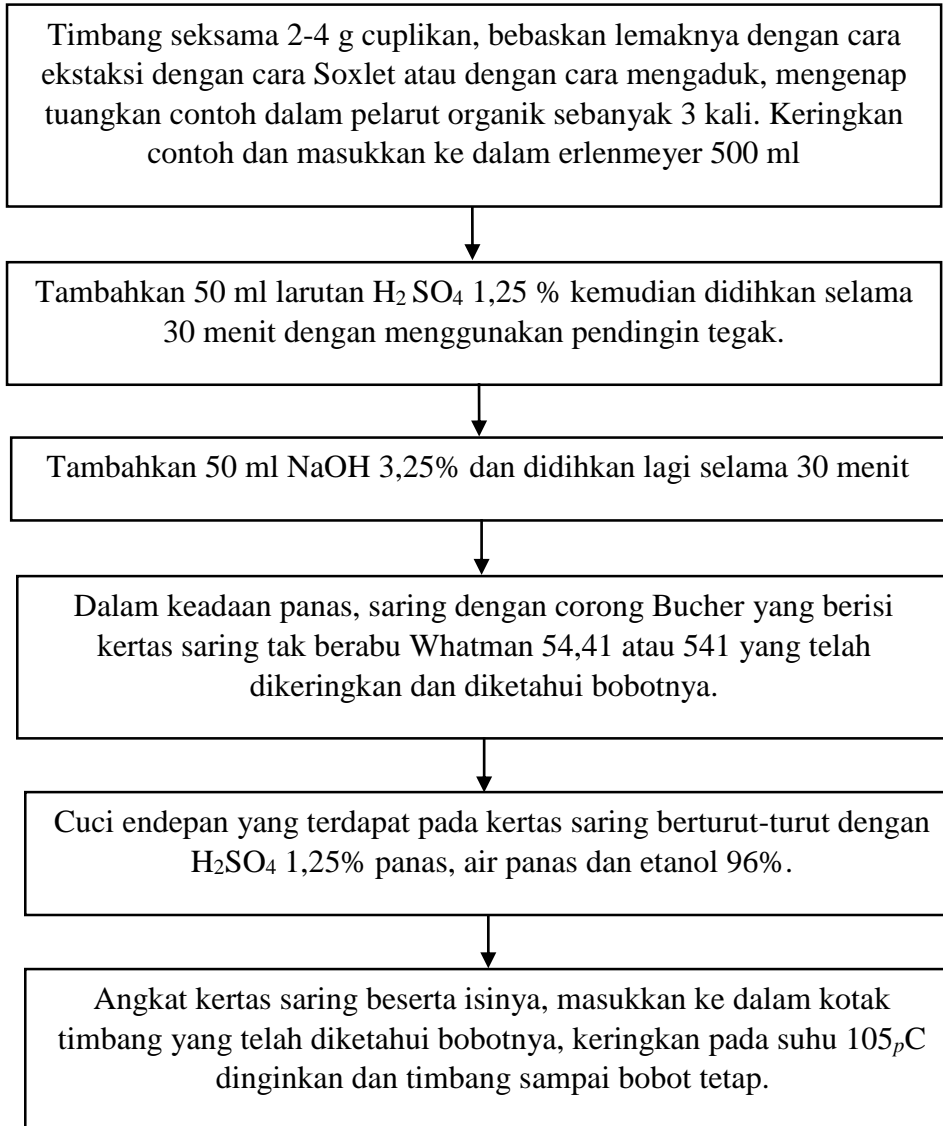 Timbang seksama 2-4 g cuplikan, bebaskan lemaknya dengan cara
ekstaksi dengan cara Soxlet atau dengan cara mengaduk, mengenap
tuangkan contoh dalam pelarut organik sebanyak 3 kali. Keringkan
contoh dan masukkan ke dalam erlenmeyer 500 ml
Tambahkan 50 ml larutan H₂ SO₄ 1,25 % kemudian didihkan selama
30 menit dengan menggunakan pendingin tegak.
Tambahkan 50 ml NaOH 3,25% dan didihkan lagi selama 30 menit
Dalam keadaan panas, saring dengan corong Bucher yang berisi
kertas saring tak berabu Whatman 54,41 atau 541 yang telah
dikeringkan dan diketahui bobotnya.
Cuci endepan yang terdapat pada kertas saring berturut-turut dengan
H₂SO₄ 1,25% panas, air panas dan etanol 96%.
Angkat kertas saring beserta isinya, masukkan ke dalam kotak
timbang yang telah diketahui bobotnya, keringkan pada suhu 105ₚC
dinginkan dan timbang sampai bobot tetap.